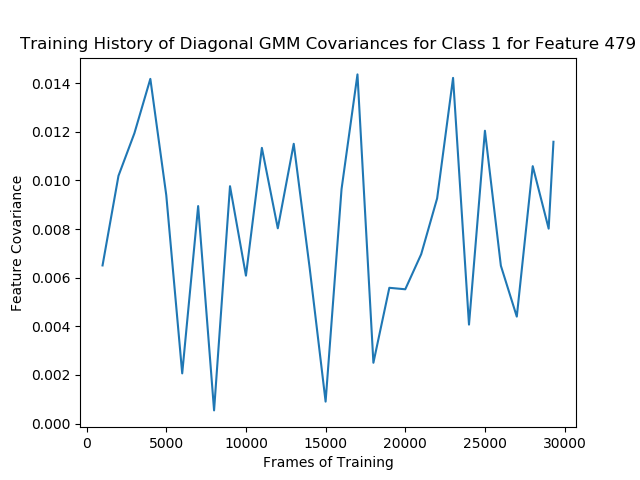 Training History of Diagonal GMM Covariances for Class 1 for Feature 479
0.014
0.012
0.010
0.008
0.006
0.004
0.002
0.000
Feature Covariance
0 5000 10000 15000 20000 25000 30000
Frames of Training